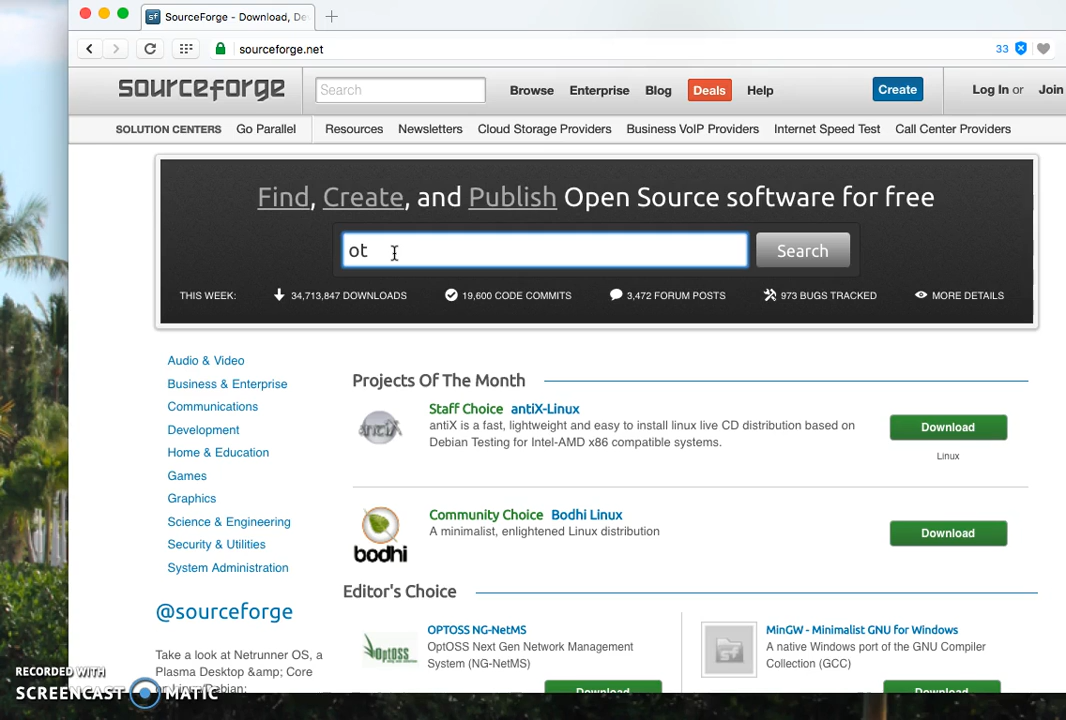 SourceForge - Download, De
sourceforge.net
33
sourceforge
Search
Browse
Enterprise
Blog
Deals
Help
Create
Log In or Join
SOLUTION CENTERS
Go Parallel
Resources
Newsletters
Cloud Storage Providers
Business VoIP Providers
Internet Speed Test
Call Center Providers
Find, Create, and Publish Open Source software for free
ot
Search
THIS WEEK:
34,713,847 DOWNLOADS
19,600 CODE COMMITS
3,472 FORUM POSTS
973 BUGS TRACKED
MORE DETAILS
Audio & Video
Business & Enterprise
Communications
Development
Home & Education
Games
Graphics
Science & Engineering
Security & Utilities
System Administration
@sourceforge
Take a look at Netrunner OS, a
Plasma Desktop &amp; Core
Projects Of The Month
antiX
Staff Choice antiX-Linux
antiX is a fast, lightweight and easy to install linux live CD distribution based on
Debian Testing for Intel-AMD x86 compatible systems.
Download
Linux
bodhi
Community Choice Bodhi Linux
A minimalist, enlightened Linux distribution
Download
Editor's Choice
OptOSS
OPTOSS NG-NetMS
OptOSS Next Gen Network Management
System (NG-NetMS)
Download
sf
MinGW - Minimalist GNU for Windows
A native Windows port of the GNU Compiler
Collection (GCC)
Download
RECORDED WITH
SCREENCAST MATIC